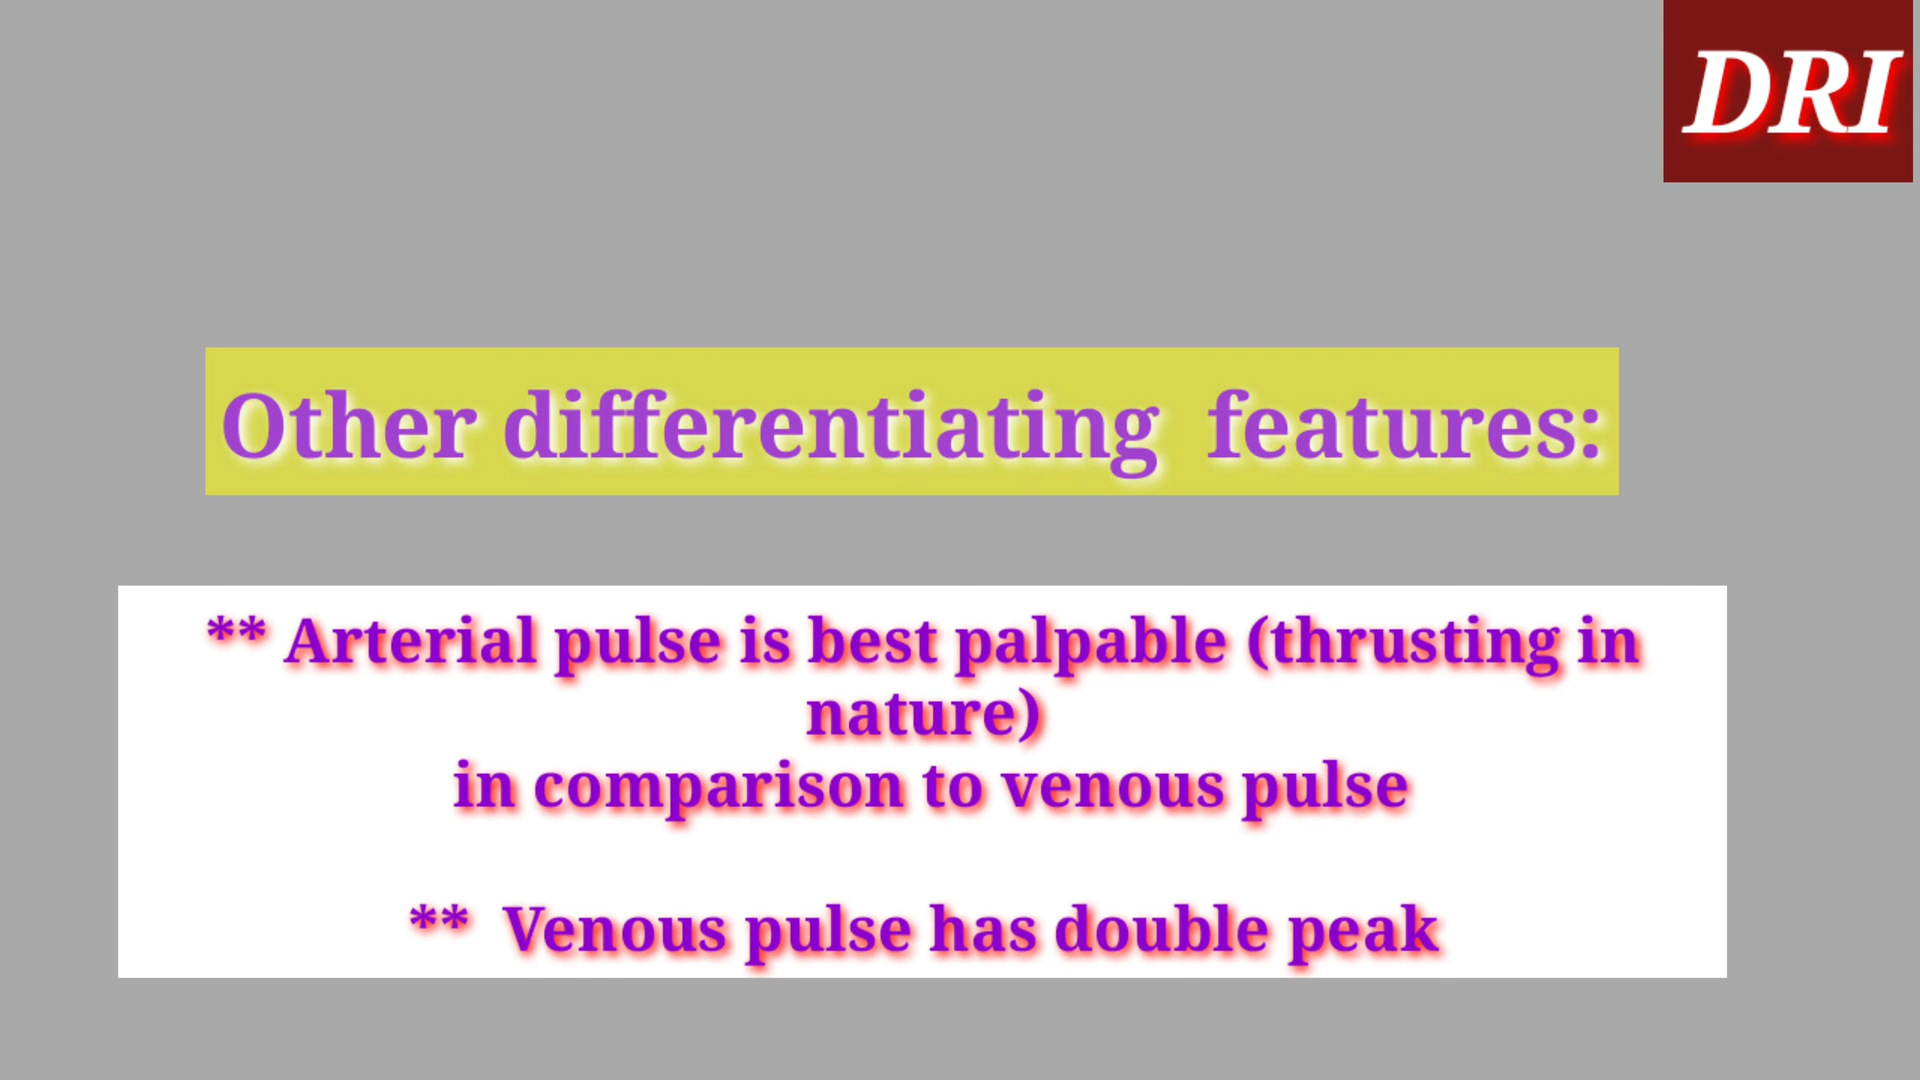 DRI
Other differentiating  features:
** Arterial pulse is best palpable (thrusting in
nature)
in comparison to venous pulse
**  Venous pulse has double peak